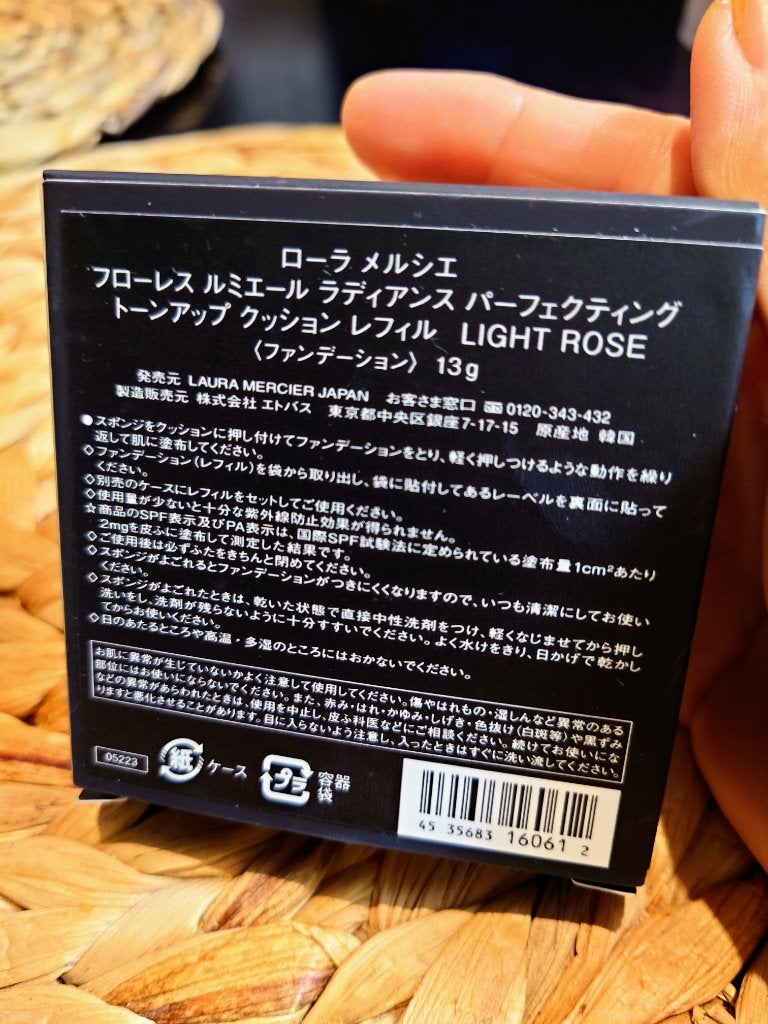 ローラ メルシエ
フローレス ルミエール ラディアンス パーフェクティング
トーンアップ クッション レフィル LIGHT ROSE
〈ファンデーション〉 13g
発売元 LAURA MERCIER JAPAN お客さま窓口 0120-343-432
製造販売元 株式会社 エトバス 東京都中央区銀座7-17-15 原産地 韓国
●スポンジをクッションに押し付けてファンデーションをとり、軽く押しつけるような動作を繰り
返して肌に塗布してください。
◇ファンデーション(レフィル)を袋から取り出し、袋に貼付してあるレーベルを裏面に貼って
ください。
◇別売のケースにレフィルをセットしてご使用ください。
◇使用量が少ないと十分な紫外線防止効果が得られません。
☆商品のSPF表示及びPA表示は、国際SPF試験法に定められている塗布量1cm²あたり
2mgを皮ふに塗布して測定した結果です。
◇ご使用後は必ずふたをきちんと閉めてください。
◇スポンジがよごれるとファンデーションがつきにくくなりますので、いつも清潔にしてお使い
ください。
◇スポンジがよごれたときは、乾いた状態で直接中性洗剤をつけ、軽くなじませてから押し
洗いをし、洗剤が残らないように十分すすいでください。よく水けをきり、日かげで乾かし
てからお使いください。
◇日のあたるところや高温・多湿のところにはおかないでください。
お肌に異常が生じていないかよく注意して使用してください。傷やはれもの・湿しんなど異常のある
部位にはお使いにならないでください。また、赤み・はれ・かゆみ・しげき・色抜け(白斑等)や黒ずみ
などの異常があらわれたときは、使用を中止し、皮ふ科医などにご相談ください。続けてお使いにな
りますと悪化させることがあります。目に入らないよう注意し、入ったときはすぐに洗い流してください。
05223 紙 ケース プラ 容器
袋
45 35683 16061 2